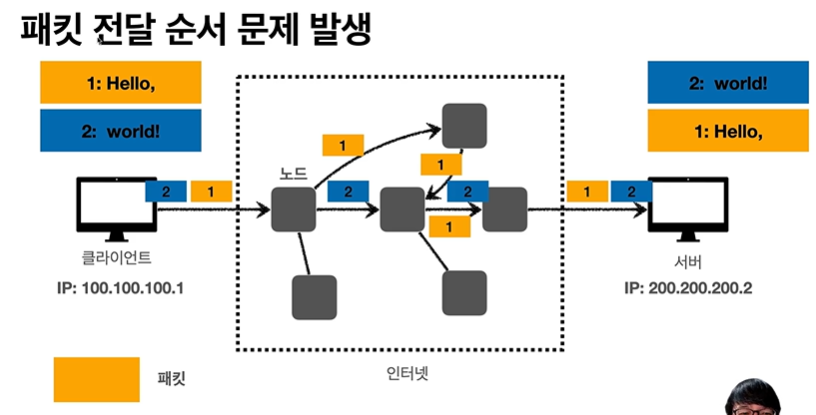 패킷 전달 순서 문제 발생
1: Hello,
2: world!
2: world!
1: Hello,
1
1
노드
2
1
2
2
1
1
2
클라이언트
IP: 100.100.100.1
서버
IP: 200.200.200.2
인터넷
패킷